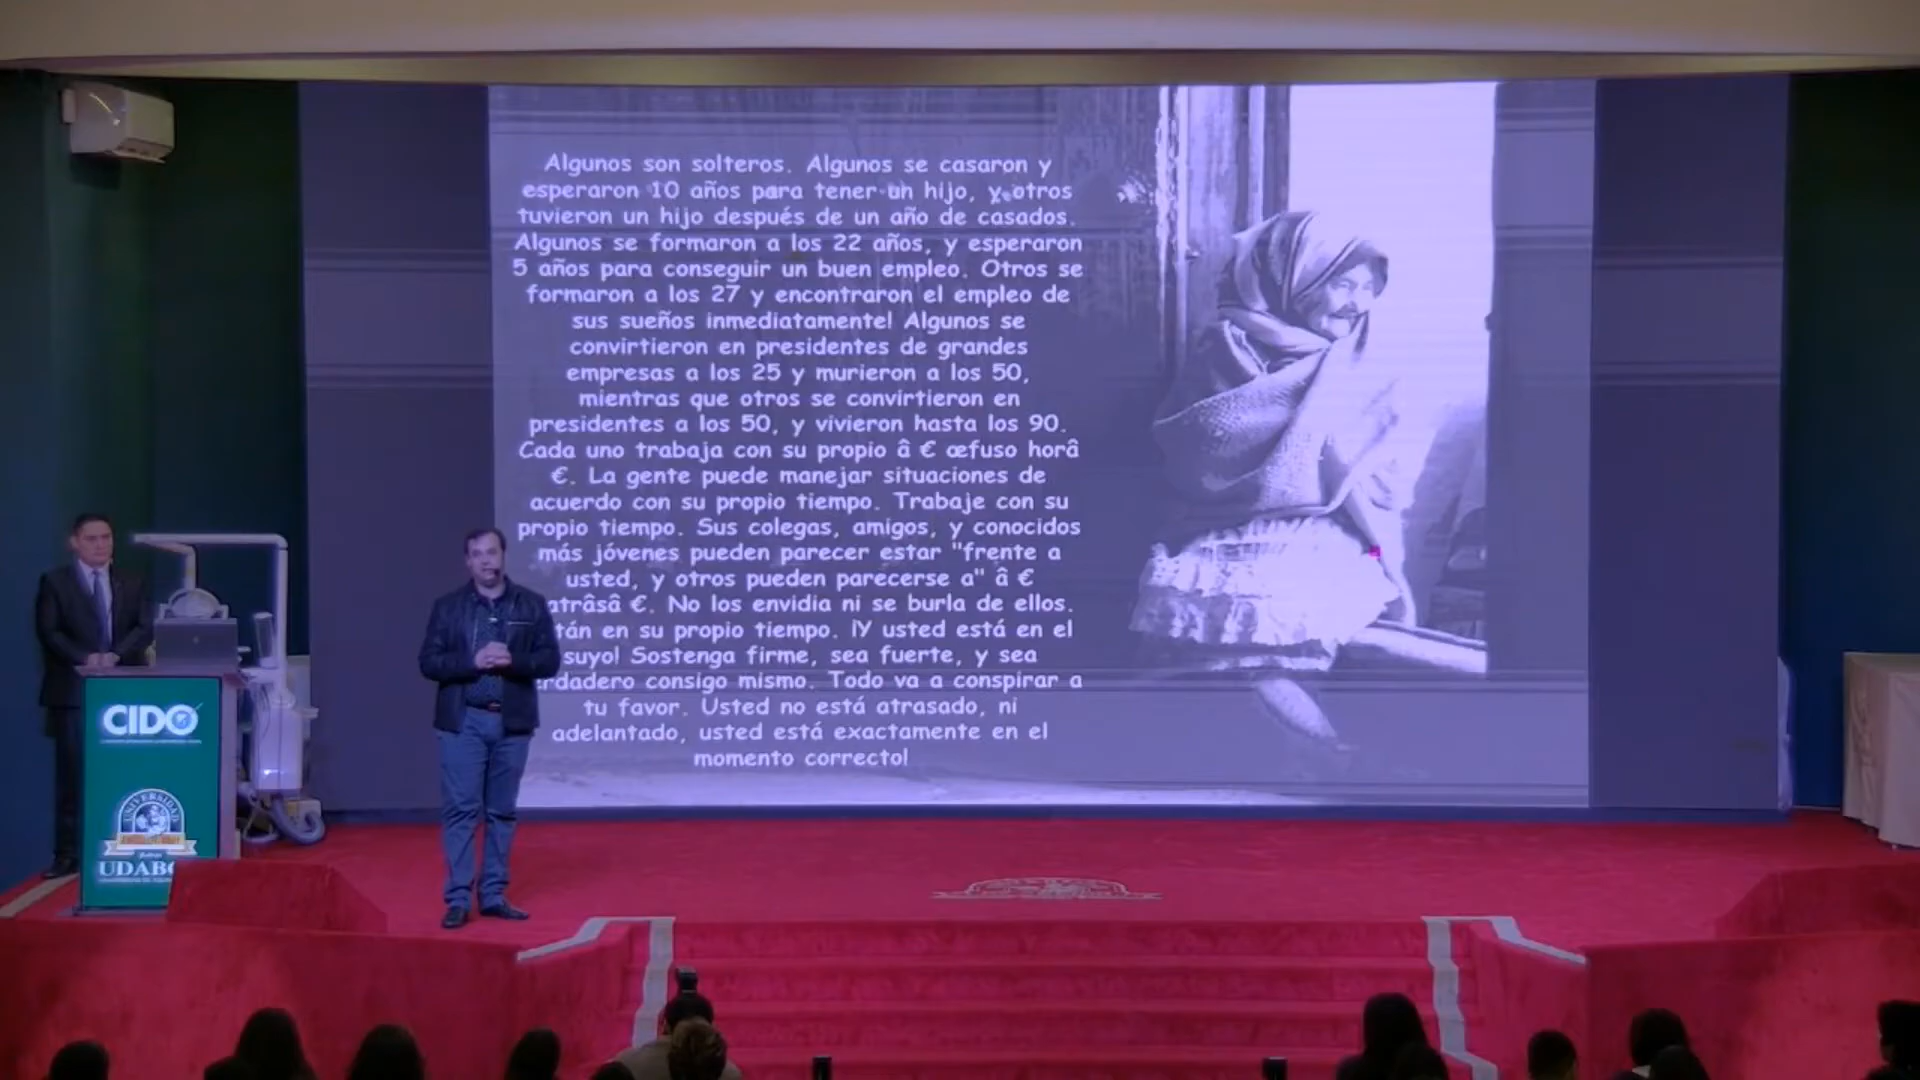 Algunos son solteros. Algunos se casaron y
esperaron 10 años para tener un hijo, y otros
tuvieron un hijo después de un año de casados.
Algunos se formaron a los 22 años, y esperaron
5 años para conseguir un buen empleo. Otros se
formaron a los 27 y encontraron el empleo de
sus sueños inmediatamente! Algunos se
convirtieron en presidentes de grandes
empresas a los 25 y murieron a los 50,
mientras que otros se convirtieron en
presidentes a los 50, y vivieron hasta los 90.
Cada uno trabaja con su propio â € œfuso horâ
€. La gente puede manejar situaciones de
acuerdo con su propio tiempo. Trabaje con su
propio tiempo. Sus colegas, amigos, y conocidos
más jóvenes pueden parecer estar "frente a
usted, y otros pueden parecerse a" â €
atrâsâ €. No los envidia ni se burla de ellos.
tán en su propio tiempo. ¡Y usted está en el
suyo! Sostenga firme, sea fuerte, y sea
rdadero consigo mismo. Todo va a conspirar a
tu favor. Usted no está atrasado, ni
adelantado, usted está exactamente en el
momento correcto!
CIDO
UNIVERSIDAD
UDABO